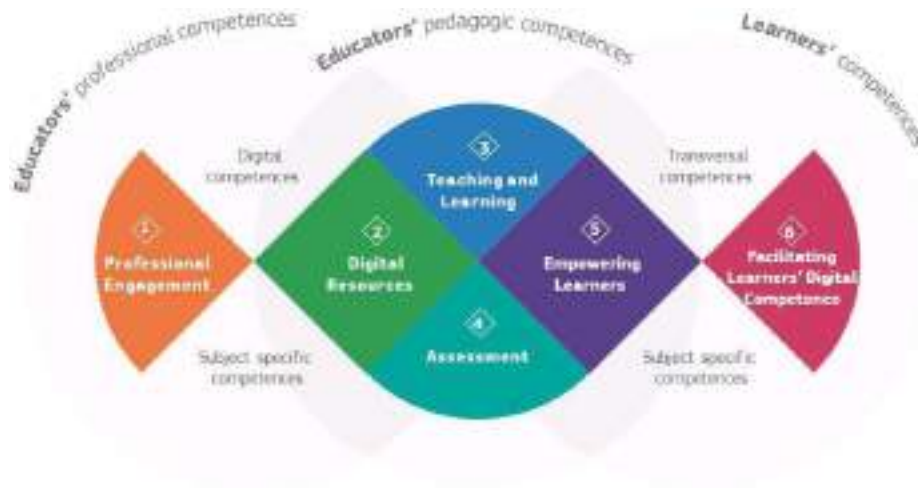 Educators' professional competences
Educators' pedagogic competences
Learners' competences
Digital
competences
Transversal
competences
1
Professional
Engagement
2
Digital
Resources
3
Teaching and
Learning
4
Assessment
5
Empowering
Learners
6
Facilitating
Learners' Digital
Competence
Subject specific
competences
Subject specific
competences